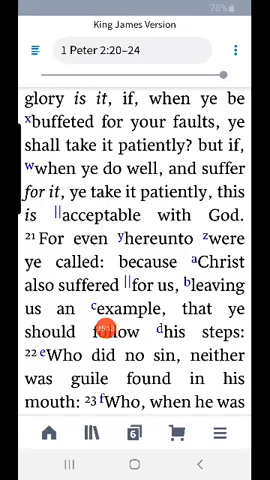 78%
King James Version
1 Peter 2:20–24
glory is it, if, when ye be
xbuffeted for your faults, ye
shall take it patiently? but if,
wwhen ye do well, and suffer
for it, ye take it patiently, this
is ||acceptable with God.
21 For even yhereunto zwere
ye called: because aChrist
also suffered ||for us, bleaving
us an cexample, that ye
should follow dhis steps:
22 eWho did no sin, neither
was guile found in his
mouth: 23 fWho, when he was
6